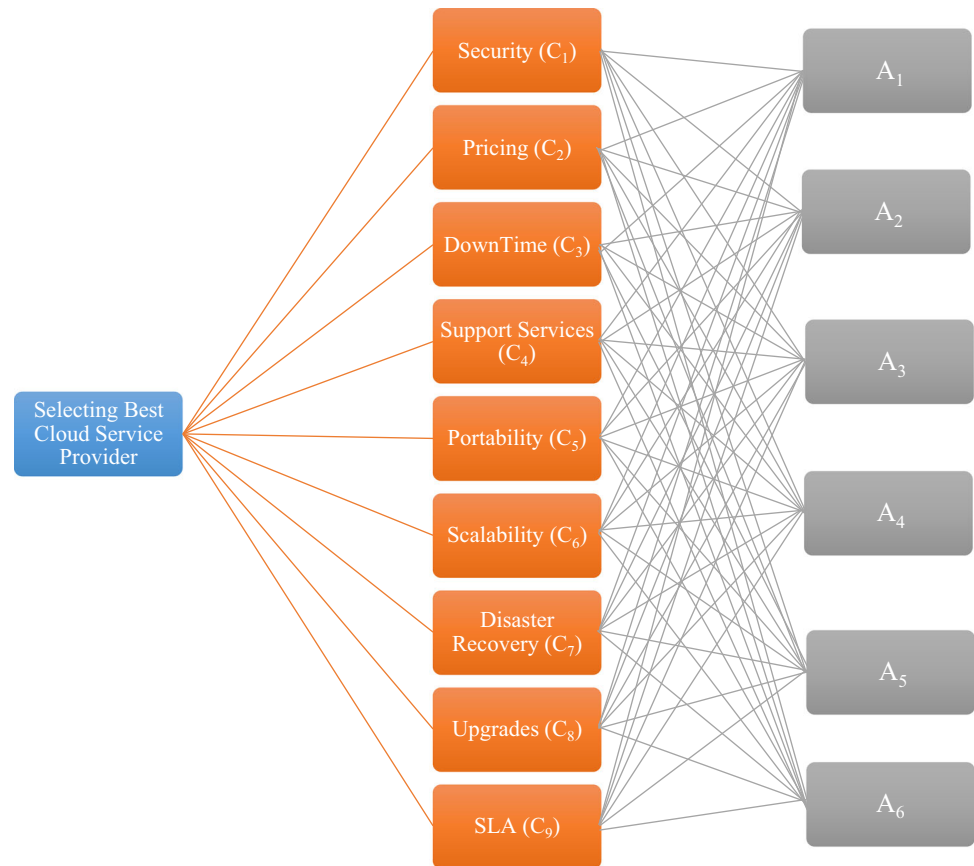 Selecting Best
Cloud Service
Provider
Security (C₁)
Pricing (C₂)
DownTime (C₃)
Support Services
(C₄)
Portability (C₅)
Scalability (C₆)
Disaster
Recovery (C₇)
Upgrades (C₈)
SLA (C₉)
A₁
A₂
A₃
A₄
A₅
A₆